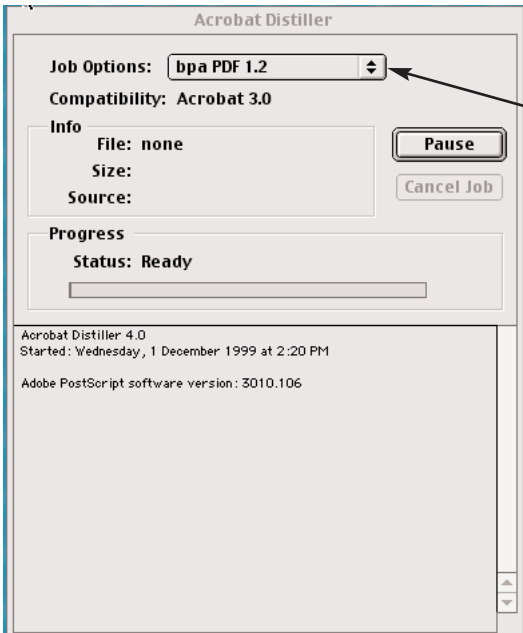 Acrobat Distiller
Job Options: bpa PDF 1.2
Compatibility: Acrobat 3.0
Info
File: none
Size:
Source:
Pause
Cancel Job
Progress
Status: Ready
Acrobat Distiller 4.0
Started: Wednesday, 1 December 1999 at 2:20 PM
Adobe PostScript software version: 3010.106